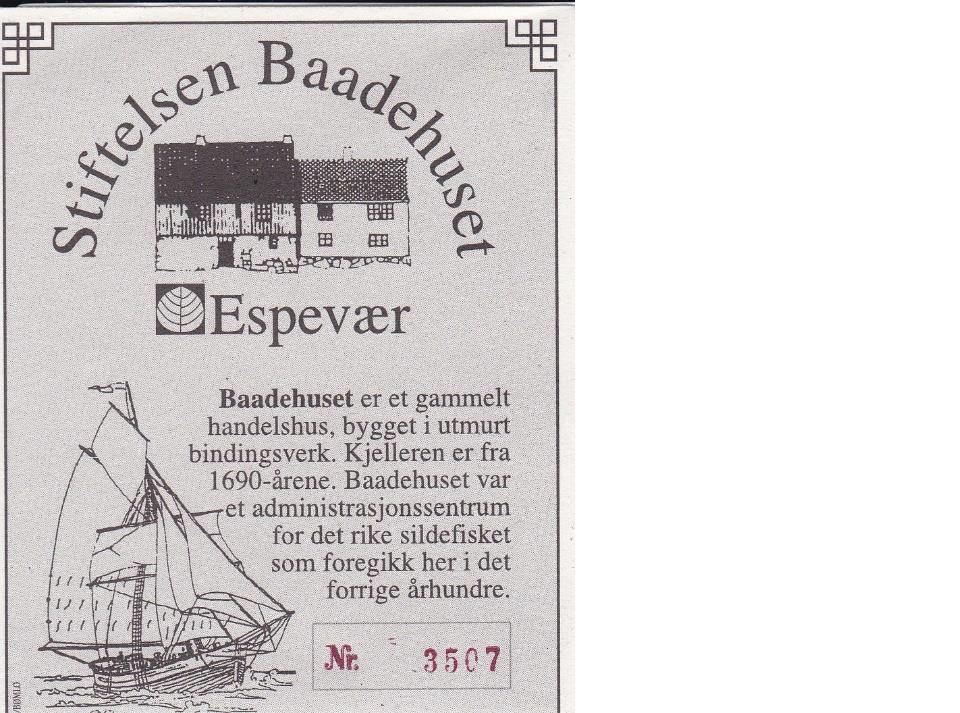 Stiftelsen Baadehuset
Espevær
Baadehuset er et gammelt
handelshus, bygget i utmurt
bindingsverk. Kjelleren er fra
1690-årene. Baadehuset var
et administrasjonssentrum
for det rike sildefisket
som foregikk her i det
forrige århundre.
Nr. 3507
/BØMLO